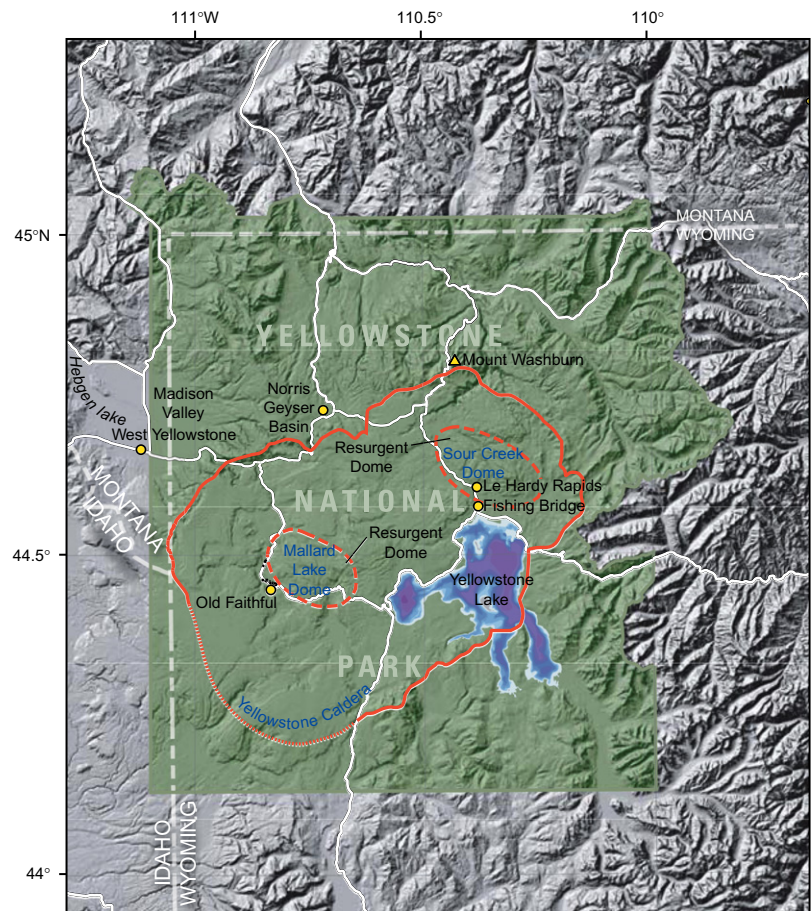 111°W
110.5°
110°
45°N
MONTANA
WYOMING
YELLOWSTONE
Mount Washburn
Hebgen lake
Madison
Valley
Norris
Geyser
Basin
West Yellowstone
Resurgent
Dome
Sour Creek
Dome
Le Hardy Rapids
NATIONAL
Fishing Bridge
MONTANA
IDAHO
44.5°
Resurgent
Dome
Mallard
Lake
Dome
Old Faithful
Yellowstone
Lake
PARK
Yellowstone Caldera
IDAHO
WYOMING
44°